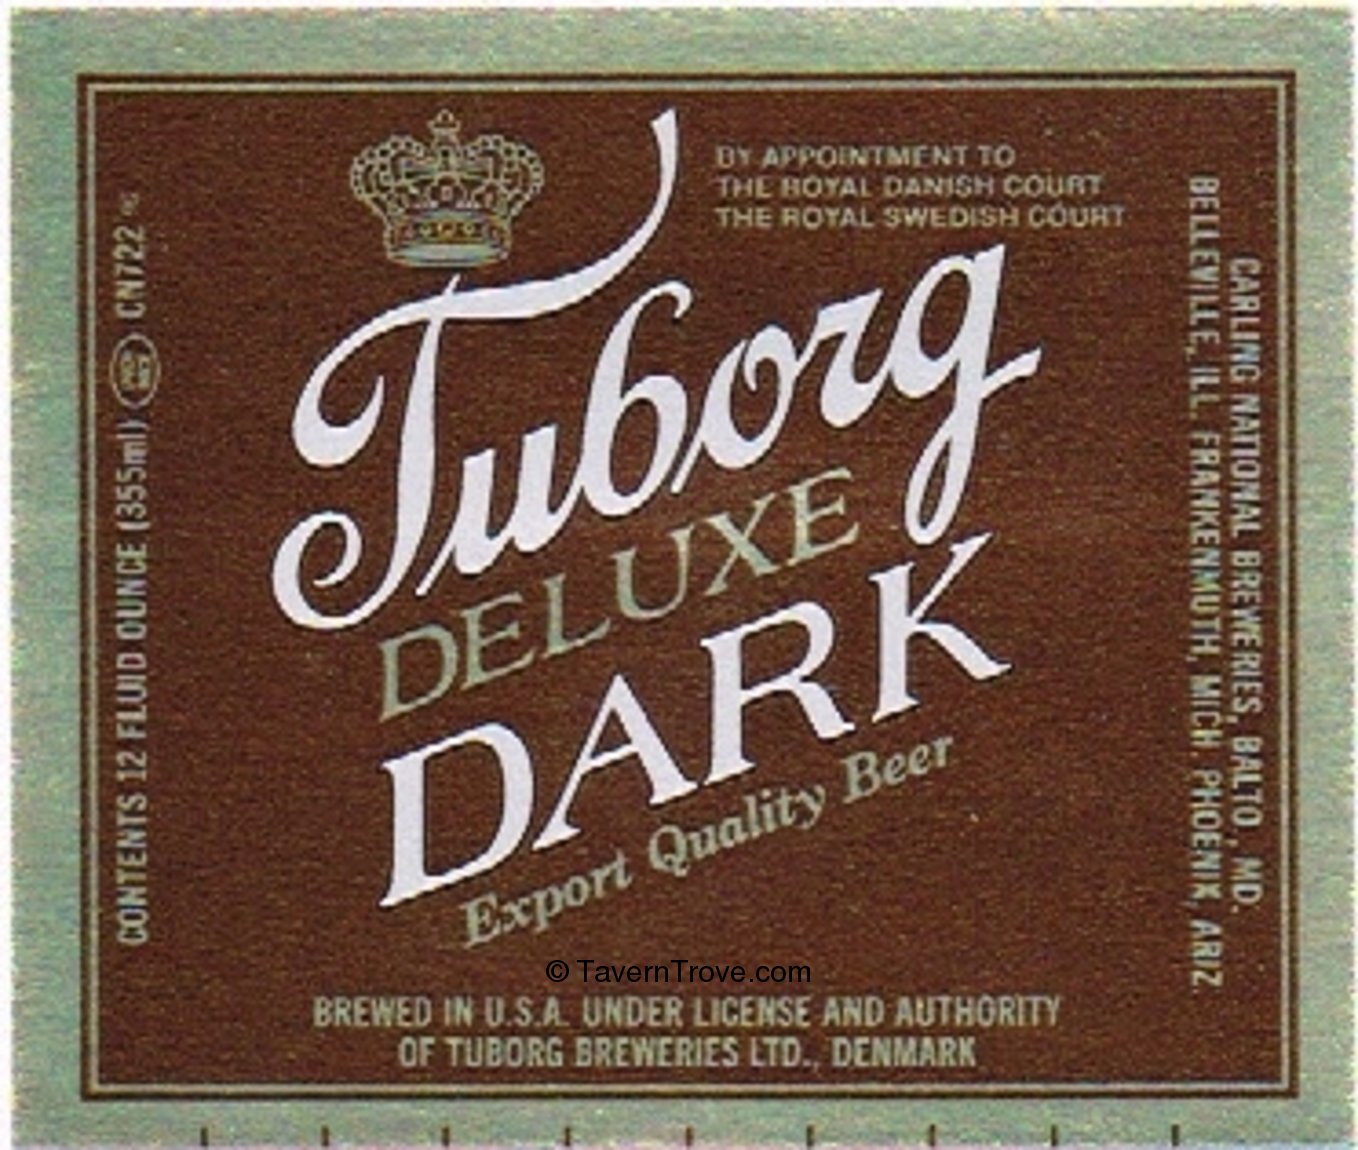 BY APPOINTMENT TO
THE ROYAL DANISH COURT
THE ROYAL SWEDISH COURT
Tuborg
DELUXE
DARK
Export Quality Beer
© TavernTrove.com
BREWED IN U.S.A. UNDER LICENSE AND AUTHORITY
OF TUBORG BREWERIES LTD., DENMARK
CONTENTS 12 FLUID OUNCE (355ml) CN722
CARLING NATIONAL BREWERIES, BALTO., MD.
BELLEVILLE, ILL. FRANKENMUTH, MICH. PHOENIX, ARIZ.